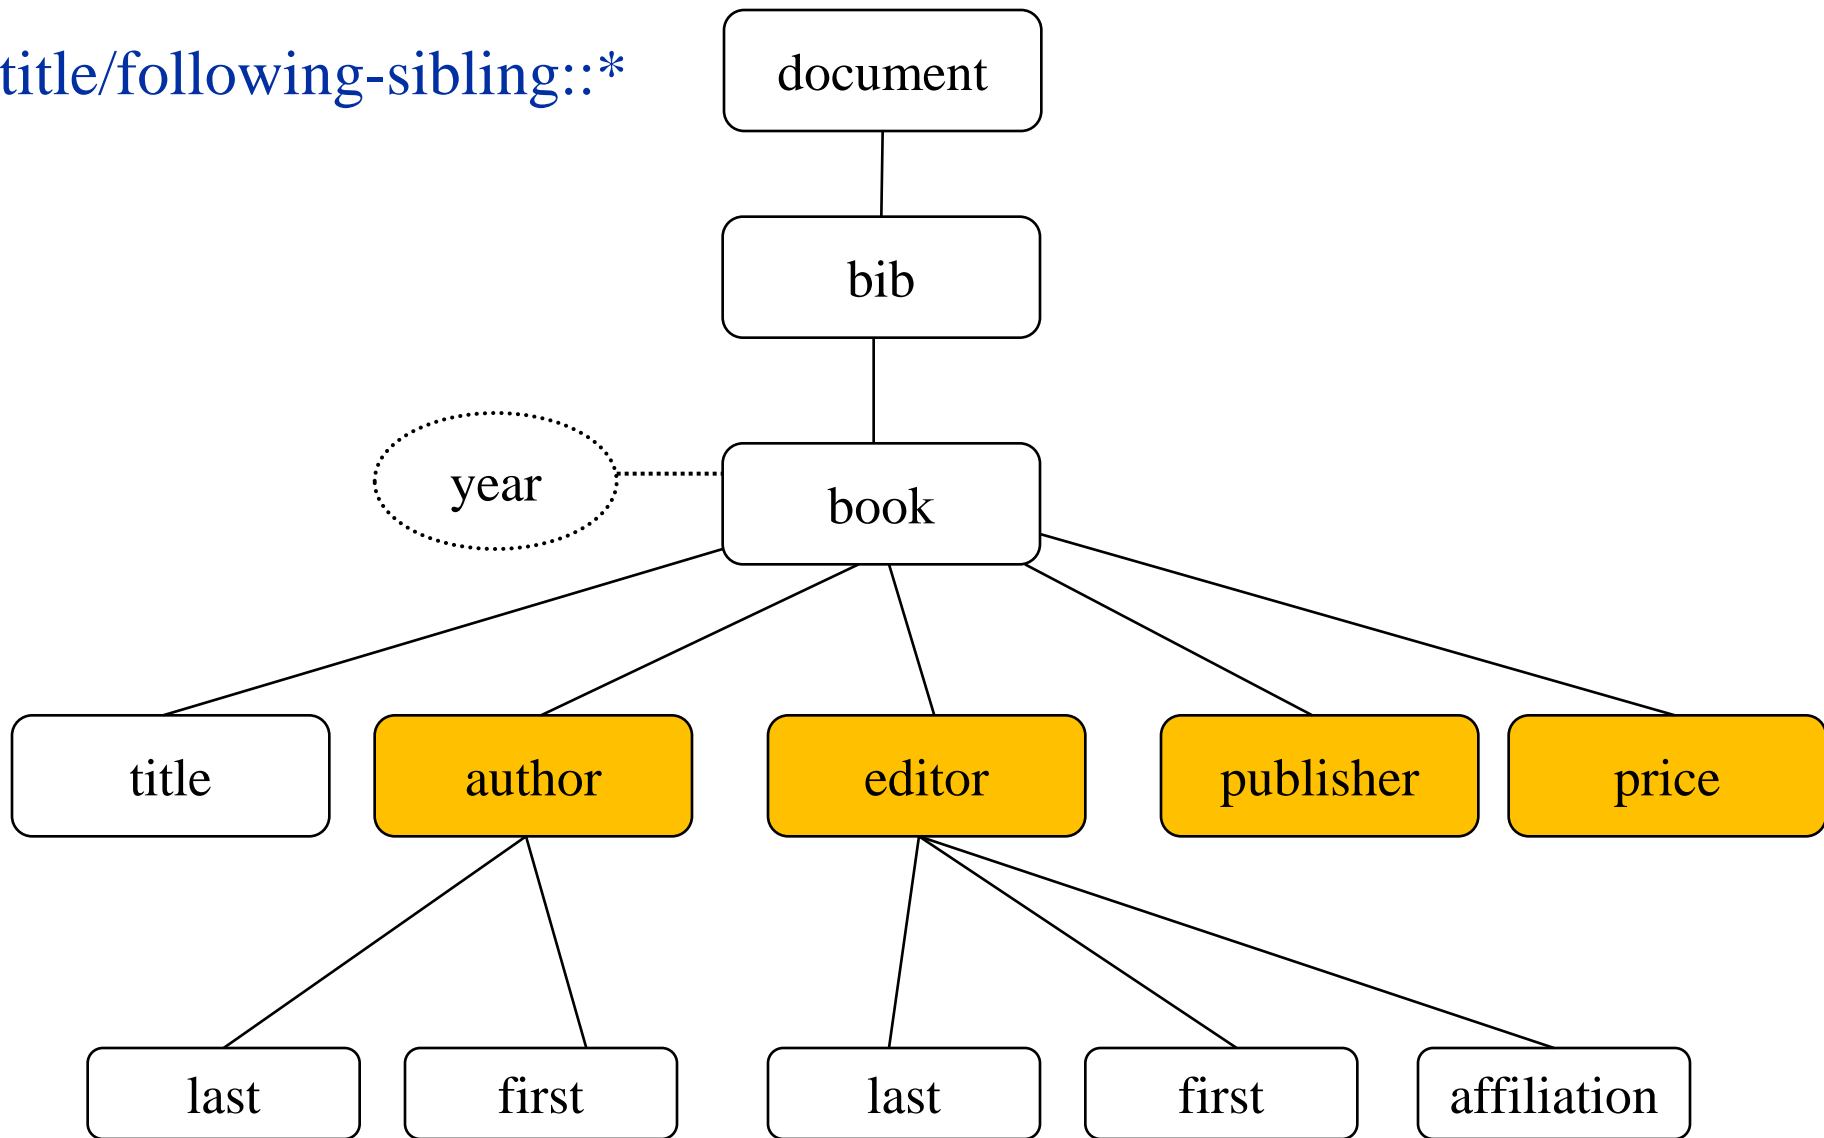 title/following-sibling::*
document
bib
year
book
title
author
editor
publisher
price
last
first
last
first
affiliation